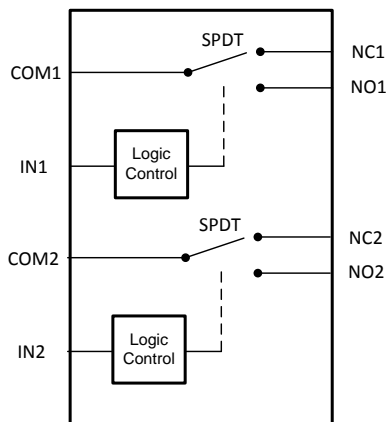 SPDT
NC1
COM1
NO1
Logic
Control
IN1
SPDT
NC2
COM2
NO2
Logic
Control
IN2